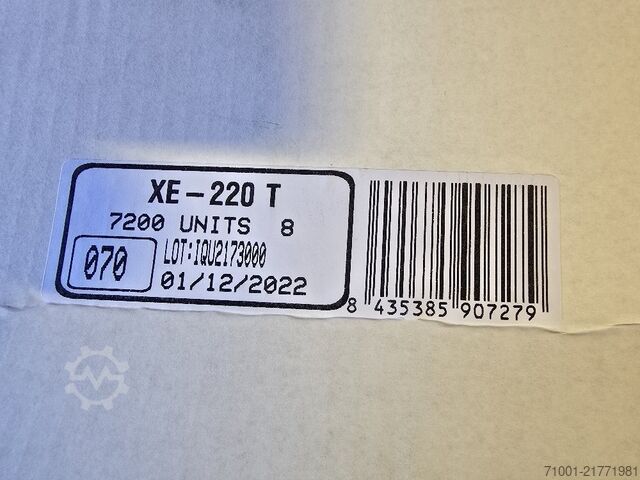 XE-220 T
7200 UNITS 8
070
LOT:IQU2173000
01/12/2022
8 435385 907279
71001-21771981